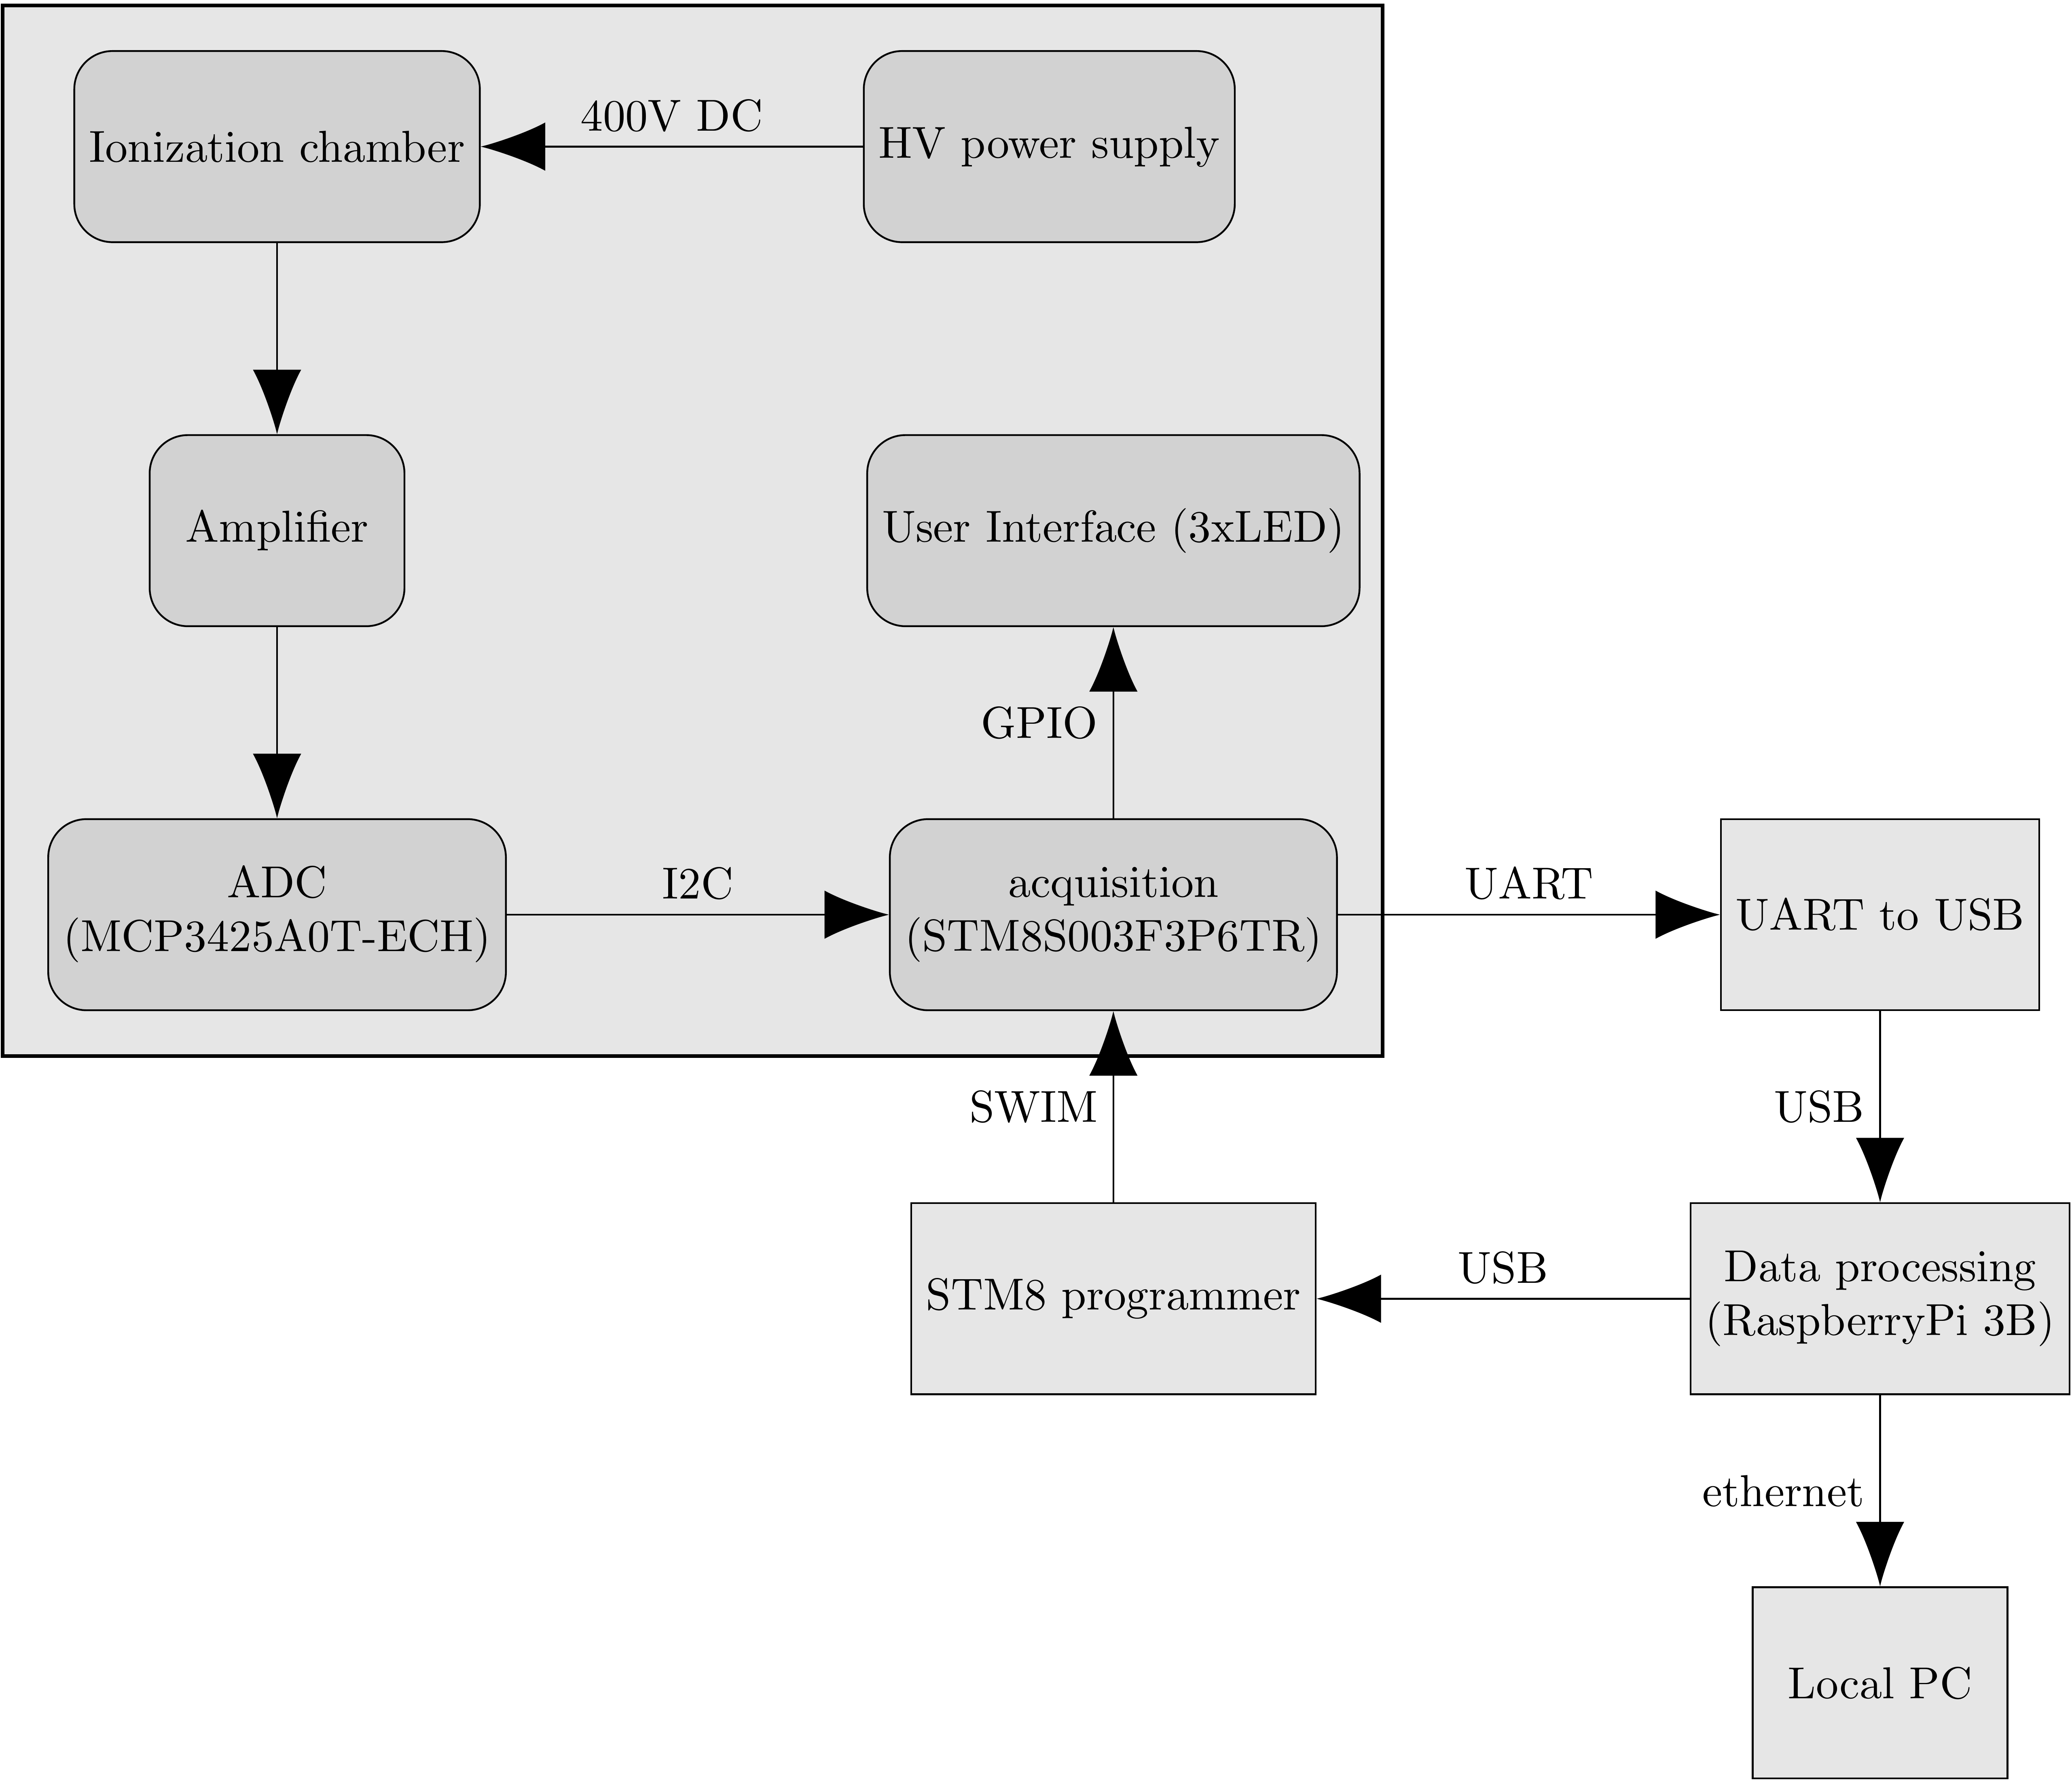 400V DC
Ionization chamber
HV power supply
Amplifier
User Interface (3xLED)
GPIO
ADC
(MCP3425A0T-ECH)
I2C
acquisition
(STM8S003F3P6TR)
UART
UART to USB
SWIM
USB
STM8 programmer
USB
Data processing
(RaspberryPi 3B)
ethernet
Local PC